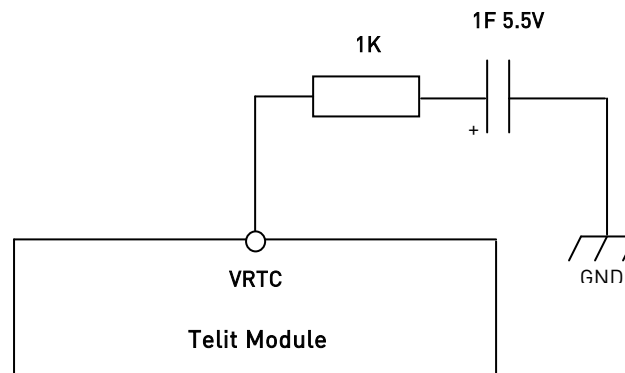 1F 5.5V
1K
+
VRTC
GND
Telit Module